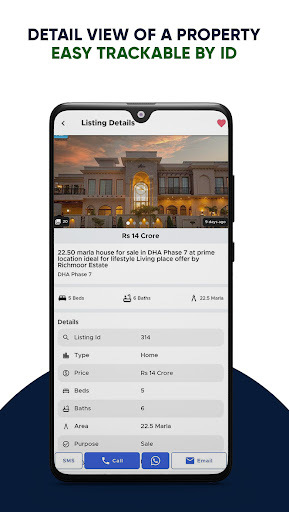 DETAIL VIEW OF A PROPERTY
EASY TRACKABLE BY ID
Listing Details
20
9 days ago
Rs 14 Crore
22.50 marla house for sale in DHA Phase 7 at prime
location ideal for lifestyle Living place offer by
Richmoor Estate
DHA Phase 7
5 Beds
6 Baths
22.5 Marla
Details
Listing Id 314
Type Home
Price Rs 14 Crore
Beds 5
Baths 6
Area 22.5 Marla
Purpose Sale
SMS
Call
Email